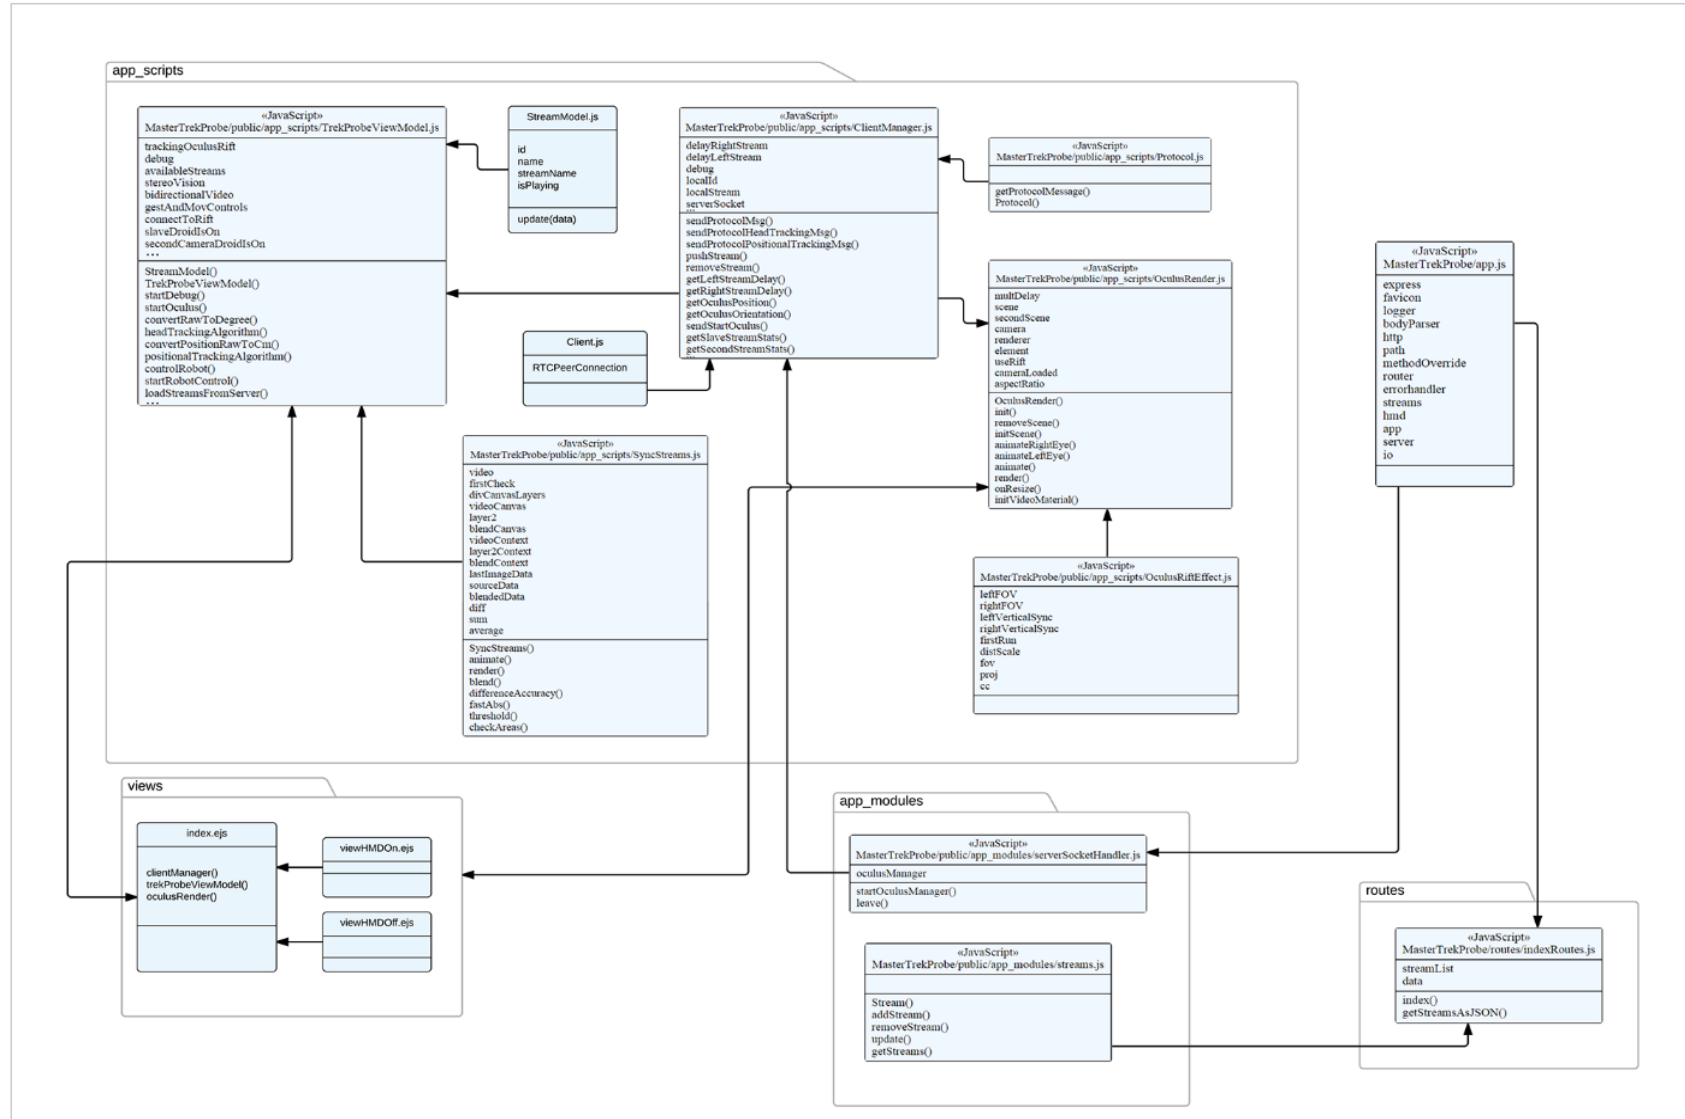 app_scripts
«JavaScript»
MasterTrekProbe/public/app_scripts/TrekProbeViewModel.js
trackingOculusRift
debug
availableStreams
stereoVision
bidirectionalVideo
gestAndMovControls
connectToRift
slaveDroidIsOn
secondCameraDroidIsOn
...
StreamModel()
TrekProbeViewModel()
startDebug()
startOculus()
convertRawToDegree()
headTrackingAlgorithm()
convertPositionRawToCm()
positionalTrackingAlgorithm()
controlRobot()
startRobotControl()
loadStreamsFromServer()
...
StreamModel.js
id
name
streamName
isPlaying
update(data)
«JavaScript»
MasterTrekProbe/public/app_scripts/ClientManager.js
delayRightStream
delayLeftStream
debug
localId
localStream
serverSocket
...
sendProtocolMsg()
sendProtocolHeadTrackingMsg()
sendProtocolPositionalTrackingMsg()
pushStream()
removeStream()
getLeftStreamDelay()
getRightStreamDelay()
getOculusPosition()
getOculusOrientation()
sendStartOculus()
getSlaveStreamStats()
getSecondStreamStats()
...
«JavaScript»
MasterTrekProbe/public/app_scripts/Protocol.js
getProtocolMessage()
Protocol()
«JavaScript»
MasterTrekProbe/public/app_scripts/OculusRender.js
multDelay
scene
secondScene
camera
renderer
element
useRift
cameraLoaded
aspectRatio
OculusRender()
init()
removeScene()
initScene()
animateRightEye()
animateLeftEye()
animate()
render()
onResize()
initVideoMaterial()
Client.js
RTCPeerConnection
«JavaScript»
MasterTrekProbe/public/app_scripts/SyncStreams.js
video
firstCheck
divCanvasLayers
videoCanvas
layer2
blendCanvas
videoContext
layer2Context
blendContext
lastImageData
sourceData
blendedData
diff
sum
average
SyncStreams()
animate()
render()
blend()
differenceAccuracy()
fastAbs()
threshold()
checkAreas()
«JavaScript»
MasterTrekProbe/public/app_scripts/OculusRiftEffect.js
leftFOV
rightFOV
leftVerticalSync
rightVerticalSync
firstRun
distScale
fov
proj
cc
«JavaScript»
MasterTrekProbe/app.js
express
favicon
logger
bodyParser
http
path
methodOverride
router
errorhandler
streams
hmd
app
server
io
views
index.ejs
clientManager()
trekProbeViewModel()
oculusRender()
viewHMDOn.ejs
viewHMDOff.ejs
app_modules
«JavaScript»
MasterTrekProbe/public/app_modules/serverSocketHandler.js
oculusManager
startOculusManager()
leave()
«JavaScript»
MasterTrekProbe/public/app_modules/streams.js
Stream()
addStream()
removeStream()
update()
getStreams()
routes
«JavaScript»
MasterTrekProbe/routes/indexRoutes.js
streamList
data
index()
getStreamsAsJSON()